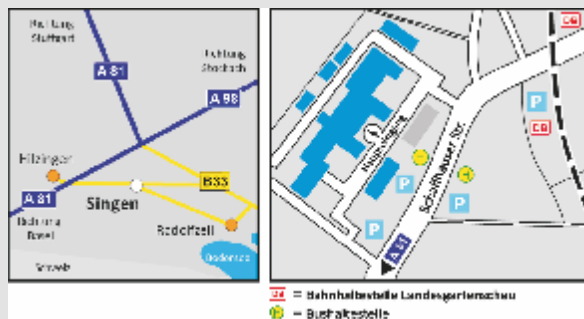 Richtung
Stuttgart
Richtung
Stockach
A 81
A 98
Hilzingen
B33
A 81
Singen
Richtung
Basel
Radolfzell
Bodensee
Schweiz
Haupteingang
Schaffhauser Str.
P
P
P
P
H
H
DB
DB
A 81
DB = Bahnhaltestelle Landesgartenschau
H = Bushaltestelle